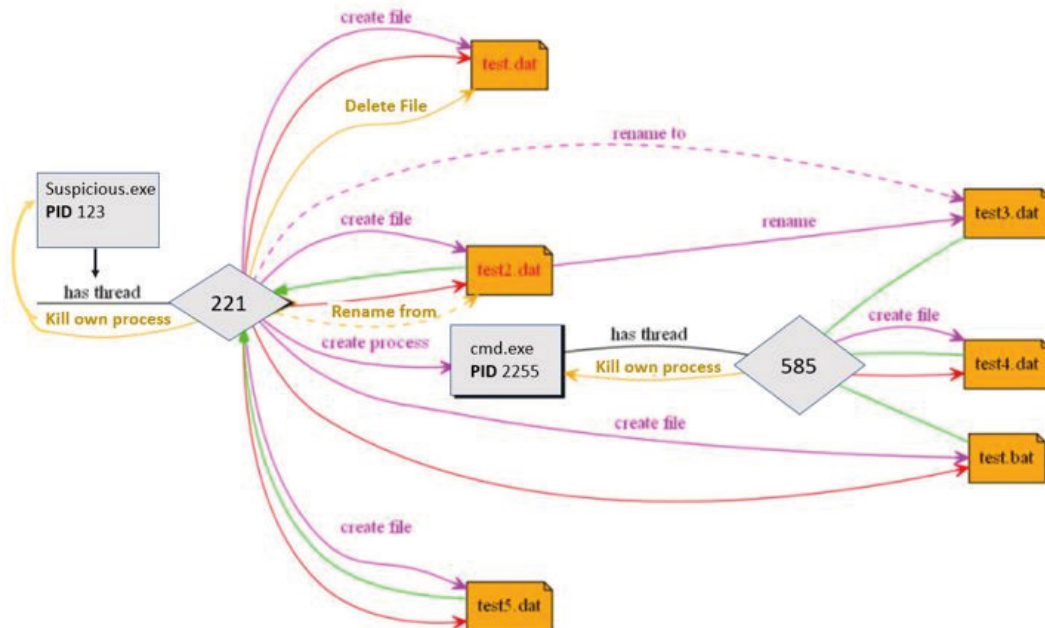 create file
test.dat
Delete File
rename to
Suspicious.exe
PID 123
create file
test3.dat
rename
test2.dat
has thread
221
Kill own process
Rename from
create process
cmd.exe
PID 2255
has thread
Kill own process
585
create file
test4.dat
create file
test.bat
create file
test5.dat